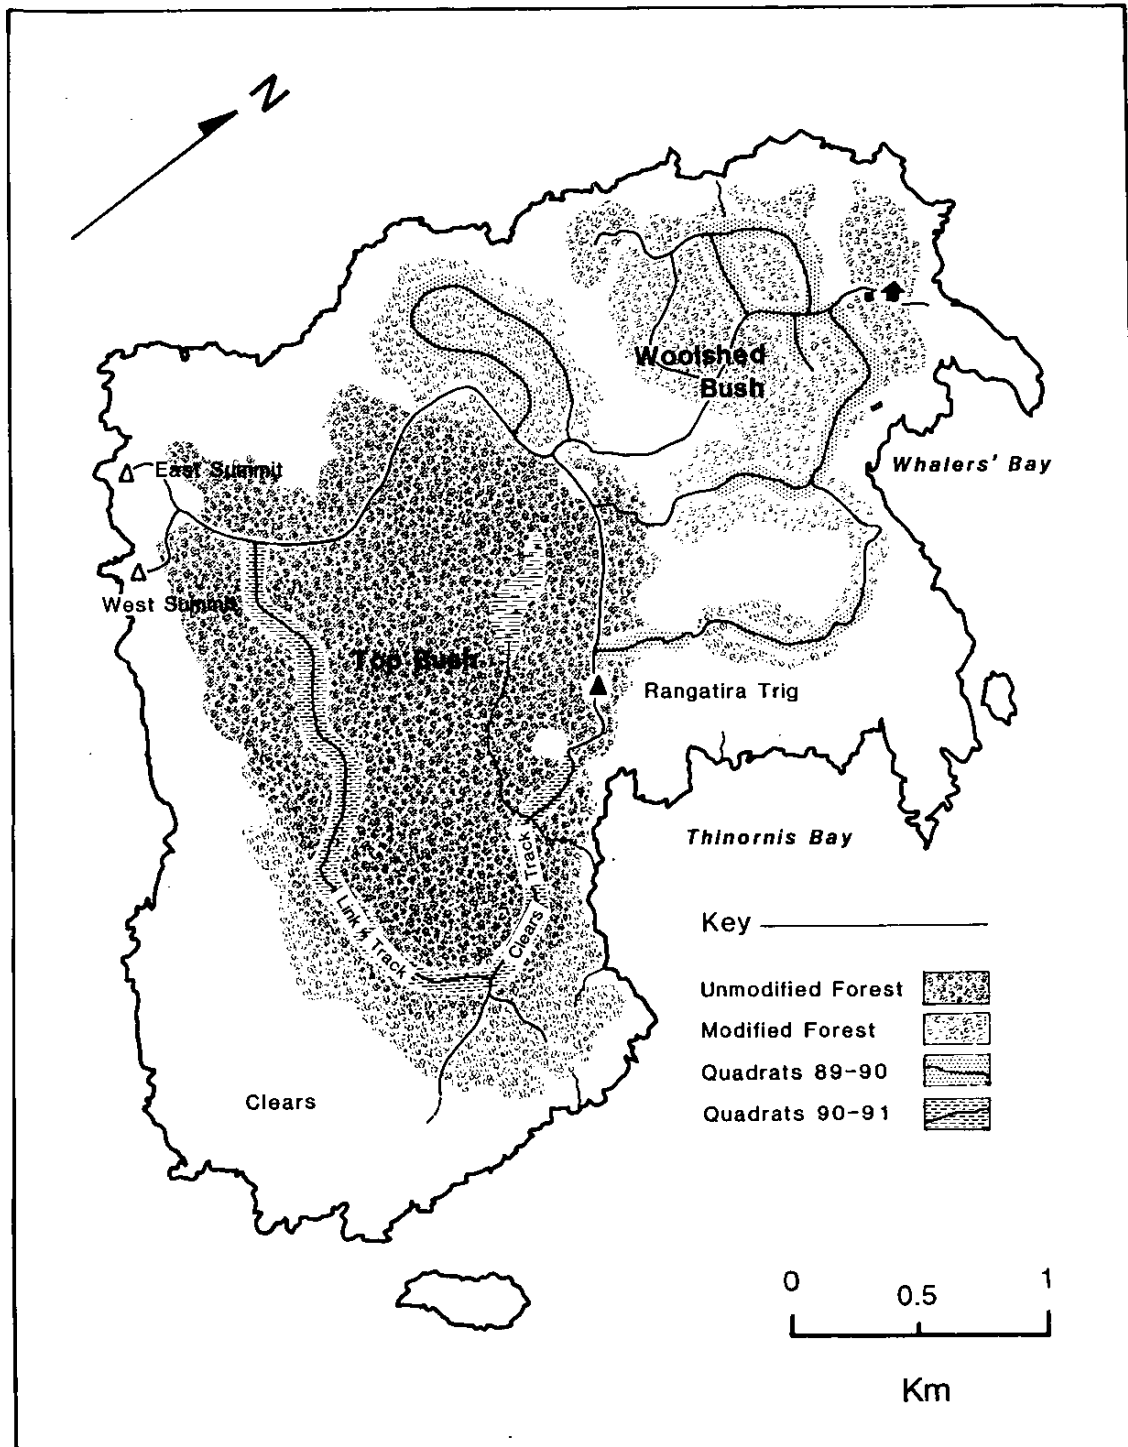 N
Woolshed
Bush
East Summit
Whalers' Bay
West Summit
Top Bush
Rangatira Trig
Thinornis Bay
Track
Link Track
Clears
Key
Unmodified Forest
Modified Forest
Quadrats 89-90
Quadrats 90-91
Clears
0 0.5 1
Km